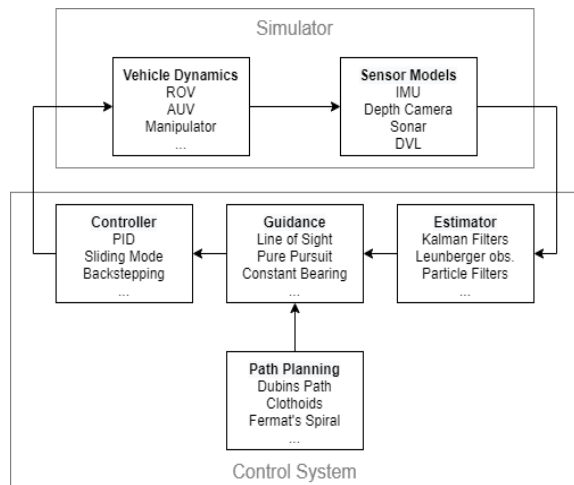 Simulator
Vehicle Dynamics
ROV
AUV
Manipulator
...
Sensor Models
IMU
Depth Camera
Sonar
DVL
Controller
PID
Sliding Mode
Backstepping
...
Guidance
Line of Sight
Pure Pursuit
Constant Bearing
...
Estimator
Kalman Filters
Leunberger obs.
Particle Filters
...
Path Planning
Dubins Path
Clothoids
Fermat's Spiral
...
Control System